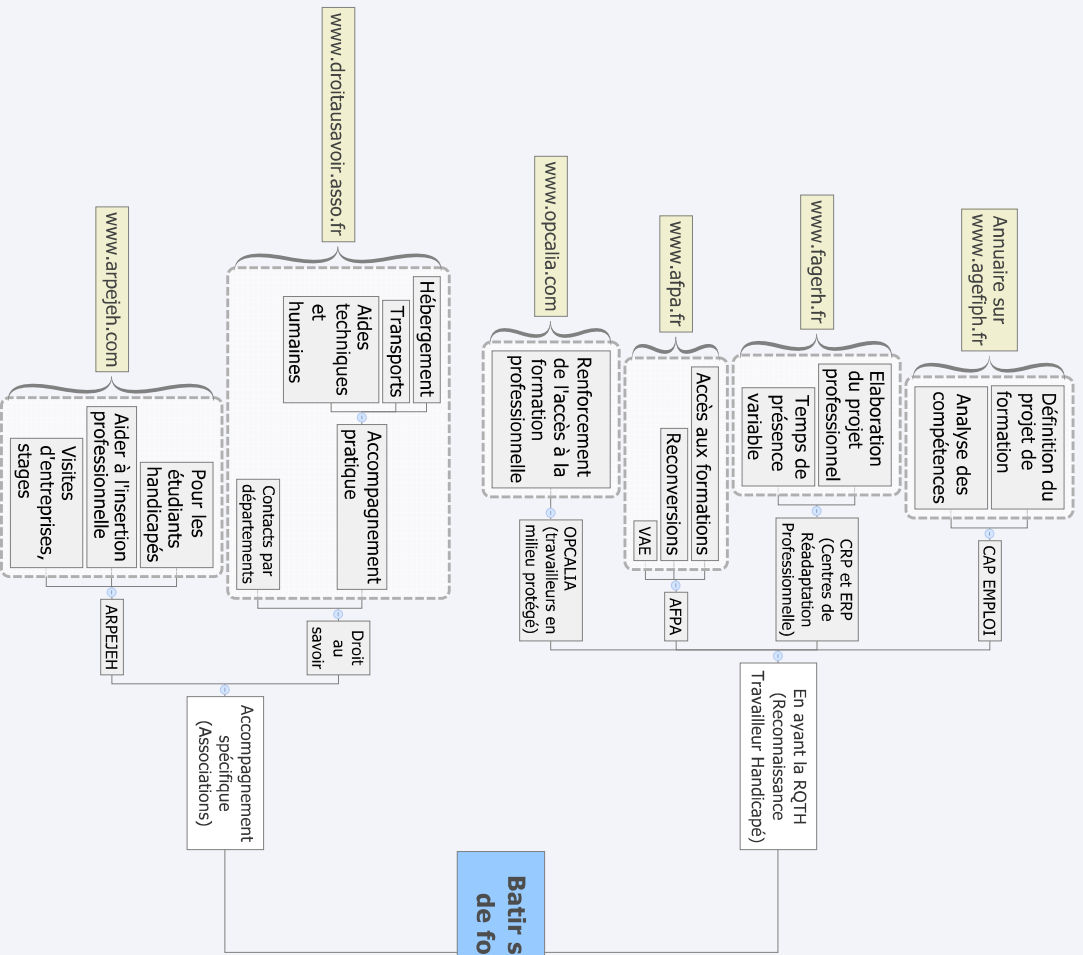 Annuaire sur
www.agefiph.fr
Définition du
projet de
formation
Analyse des
compétences
CAP EMPLOI
www.fagerh.fr
Elaboration
du projet
professionnel
Temps de
présence
variable
CRP et ERP
(Centres de
Réadaptation
Professionnelle)
www.afpa.fr
Accès aux formations
Reconversions
VAE
AFPA
www.opcalia.com
Renforcement
de l'accès à la
formation
professionnelle
OPCALIA
(travailleurs en
milieu protégé)
En ayant la RQTH
(Reconnaissance
Travailleur Handicapé)
www.droitausavoir.asso.fr
Hébergement
Transports
Aides
techniques
et
humaines
Accompagnement
pratique
Contacts par
départements
Droit
au
savoir
www.arpejeh.com
Pour les
étudiants
handicapés
Aider à l'insertion
professionnelle
Visites
d'entreprises,
stages
ARPEJEH
Accompagnement
spécifique
(Associations)
Batir s
de fo